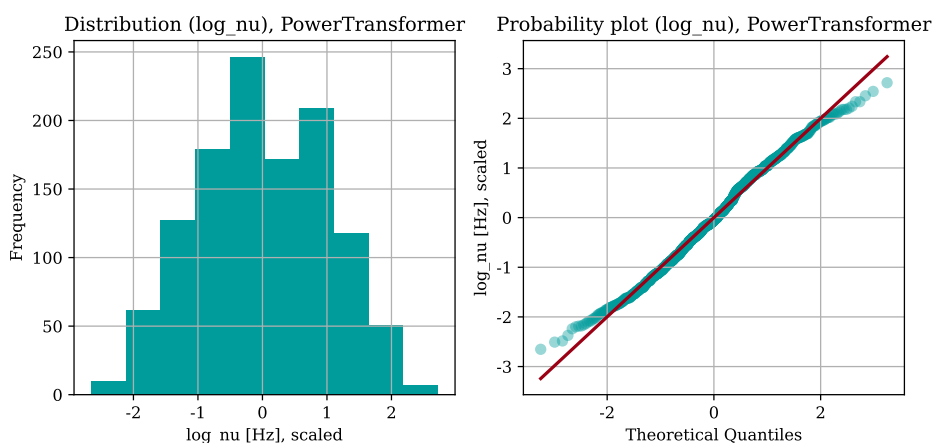 Distribution (log_nu), PowerTransformer
Frequency
250
200
150
100
50
0
-2 -1 0 1 2
log_nu [Hz], scaled
Probability plot (log_nu), PowerTransformer
log_nu [Hz], scaled
3
2
1
0
-1
-2
-3
-2 0 2
Theoretical Quantiles